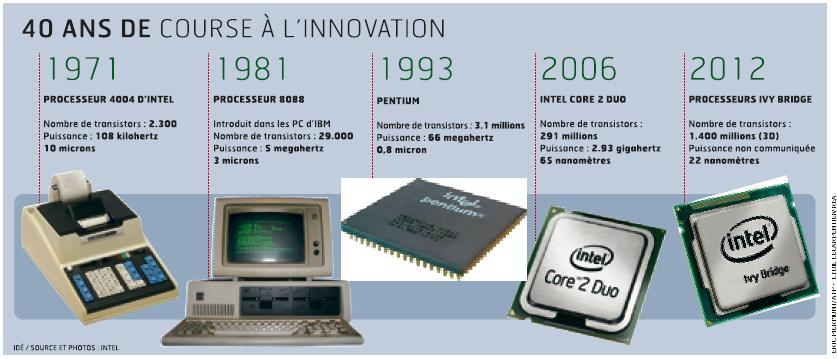 40 ANS DE COURSE À L'INNOVATION
1971
PROCESSEUR 4004 D'INTEL
Nombre de transistors : 2.300
Puissance : 108 kilohertz
10 microns
1981
PROCESSEUR 8088
Introduit dans les PC d'IBM
Nombre de transistors : 29.000
Puissance : 5 megahertz
3 microns
1993
PENTIUM
Nombre de transistors : 3.1 millions
Puissance : 66 megahertz
0,8 micron
2006
INTEL CORE 2 DUO
Nombre de transistors :
291 millions
Puissance : 2.93 gigahertz
65 nanomètres
2012
PROCESSEURS IVY BRIDGE
Nombre de transistors :
1.400 millions (3D)
Puissance non communiquée
22 nanomètres
intel
pentium
intel
Core™2 Duo
intel
Ivy Bridge
IDÉ / SOURCE ET PHOTOS : INTEL